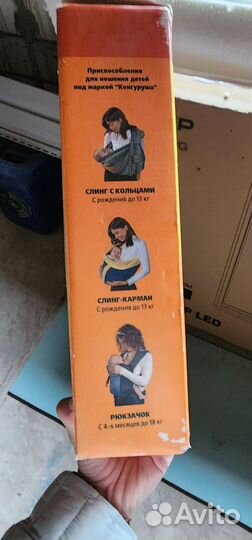 Приспособления
для ношения детей
под маркой "Кенгуруша"
СЛИНГ С КОЛЬЦАМИ
С рождения до 13 кг
СЛИНГ-КАРМАН
С рождения до 13 кг
РЮКЗАЧОК
С 4-х месяцев до 18 кг
P LED
Avito